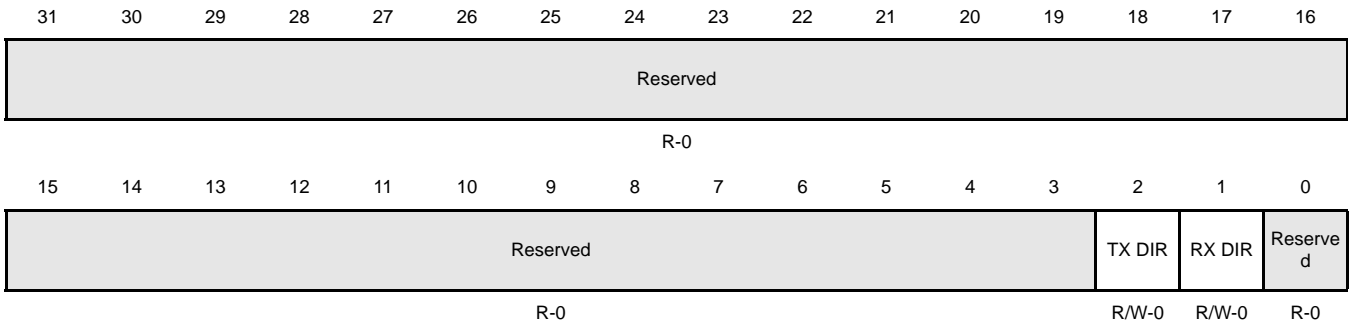 31 30 29 28 27 26 25 24 23 22 21 20 19 18 17 16
Reserved
R-0
15 14 13 12 11 10 9 8 7 6 5 4 3 2 1 0
Reserved TX DIR RX DIR Reserve
d
R-0 R/W-0 R/W-0 R-0